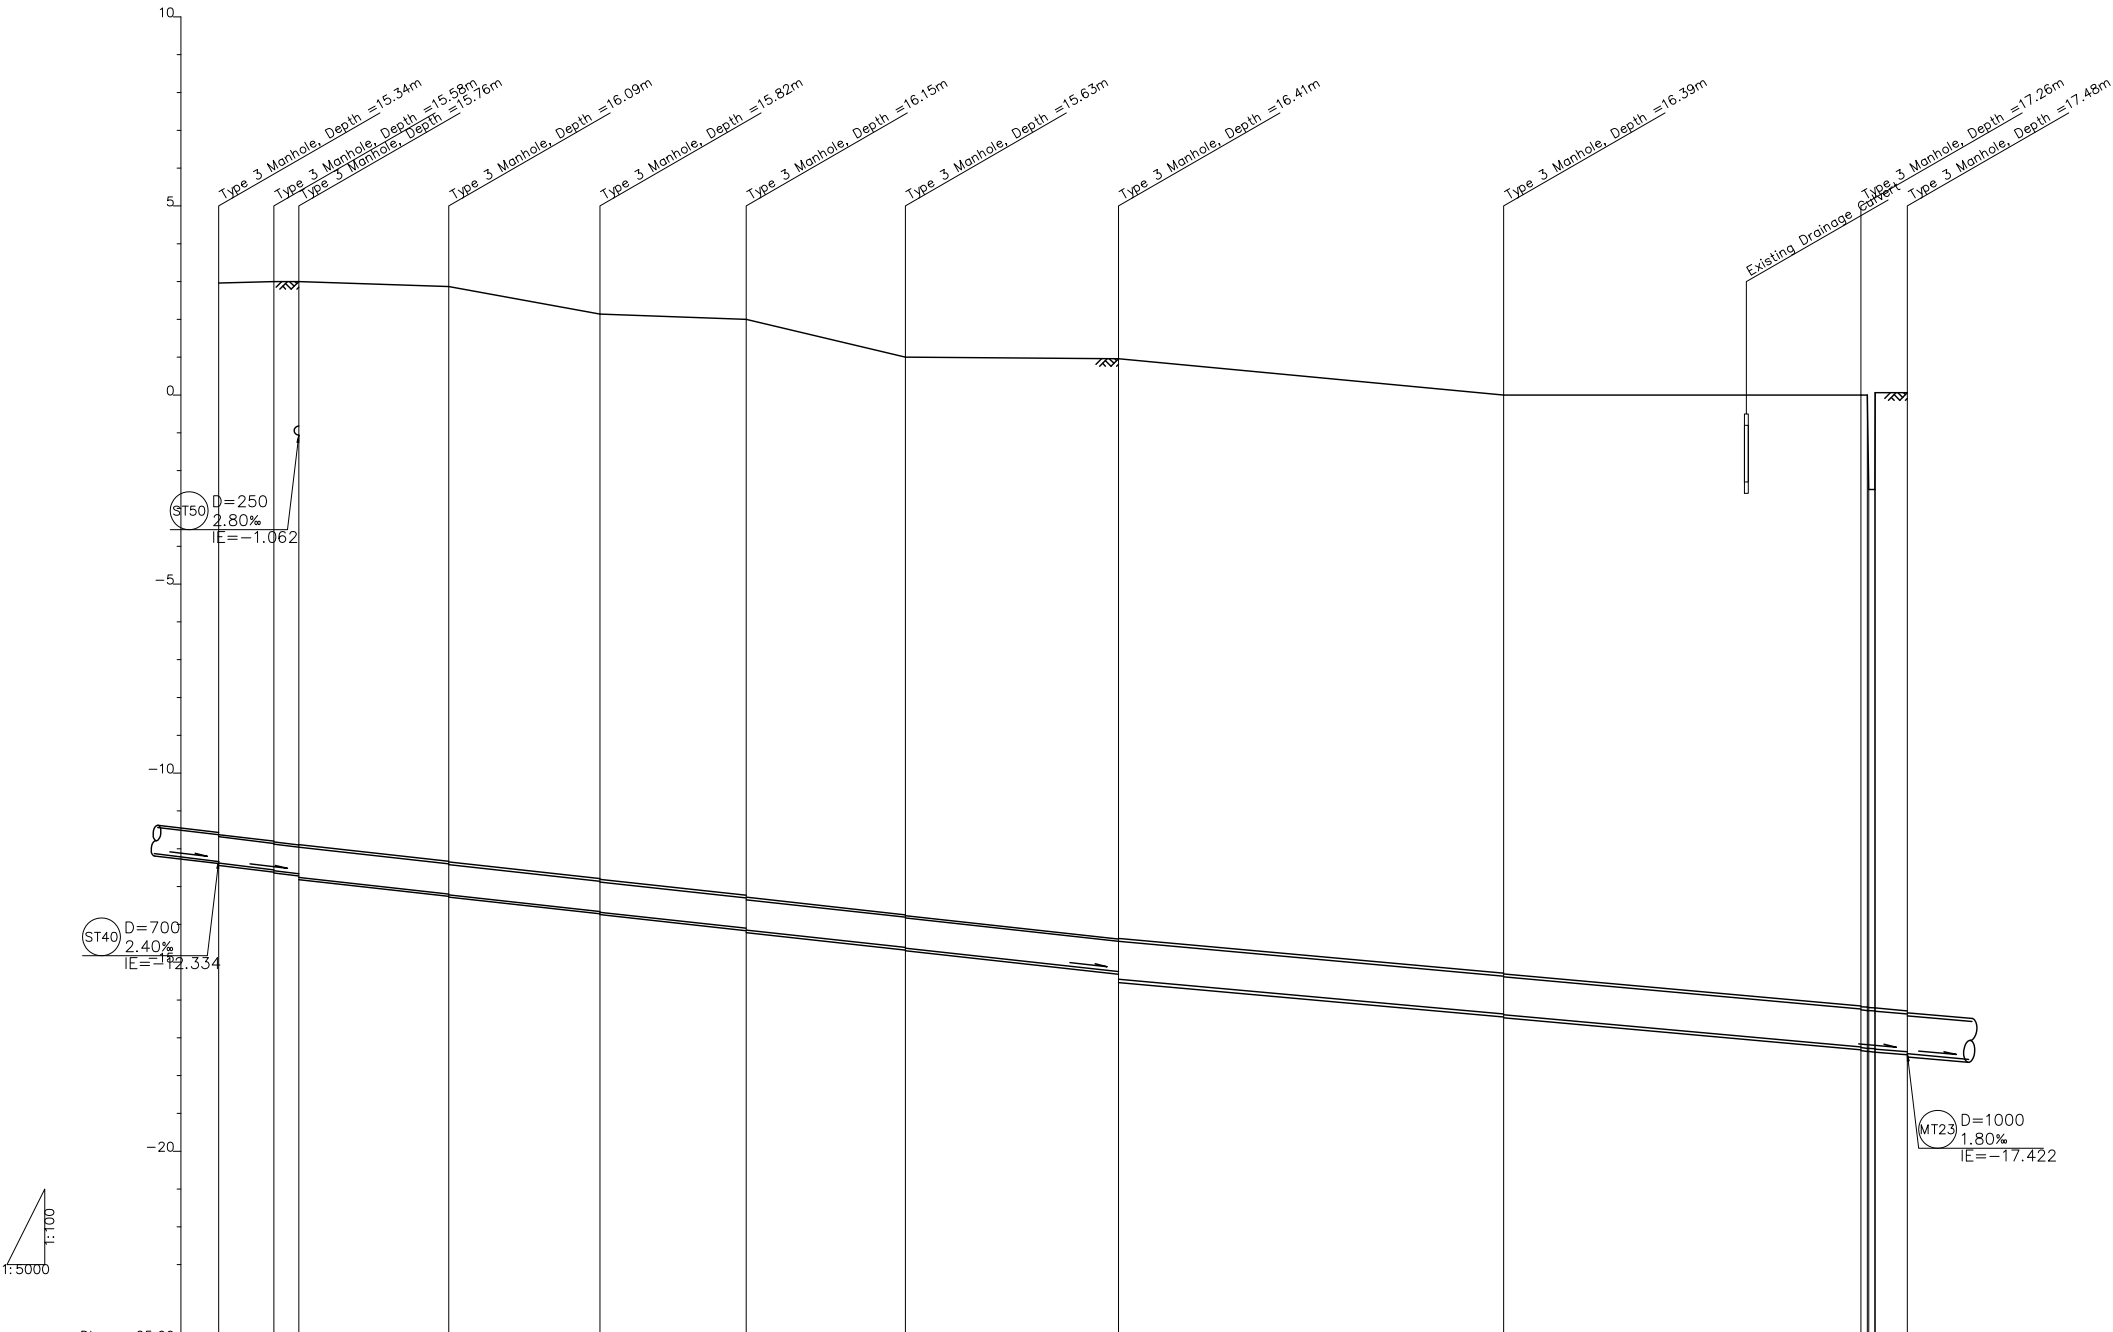 10
5
0
-5
-10
-15
-20
Type 3 Manhole, Depth =15.34m
Type 3 Manhole, Depth =15.58m
Type 3 Manhole, Depth =15.76m
Type 3 Manhole, Depth =16.09m
Type 3 Manhole, Depth =15.82m
Type 3 Manhole, Depth =16.15m
Type 3 Manhole, Depth =15.63m
Type 3 Manhole, Depth =16.41m
Type 3 Manhole, Depth =16.39m
Existing Drainage Culvert
Type 3 Manhole, Depth =17.26m
Type 3 Manhole, Depth =17.48m
ST50
D=250
2.80‰
IE=-1.062
ST40
D=700
2.40‰
IE=-12.334
MT23
D=1000
1.80‰
IE=-17.422
1:100
1:5000